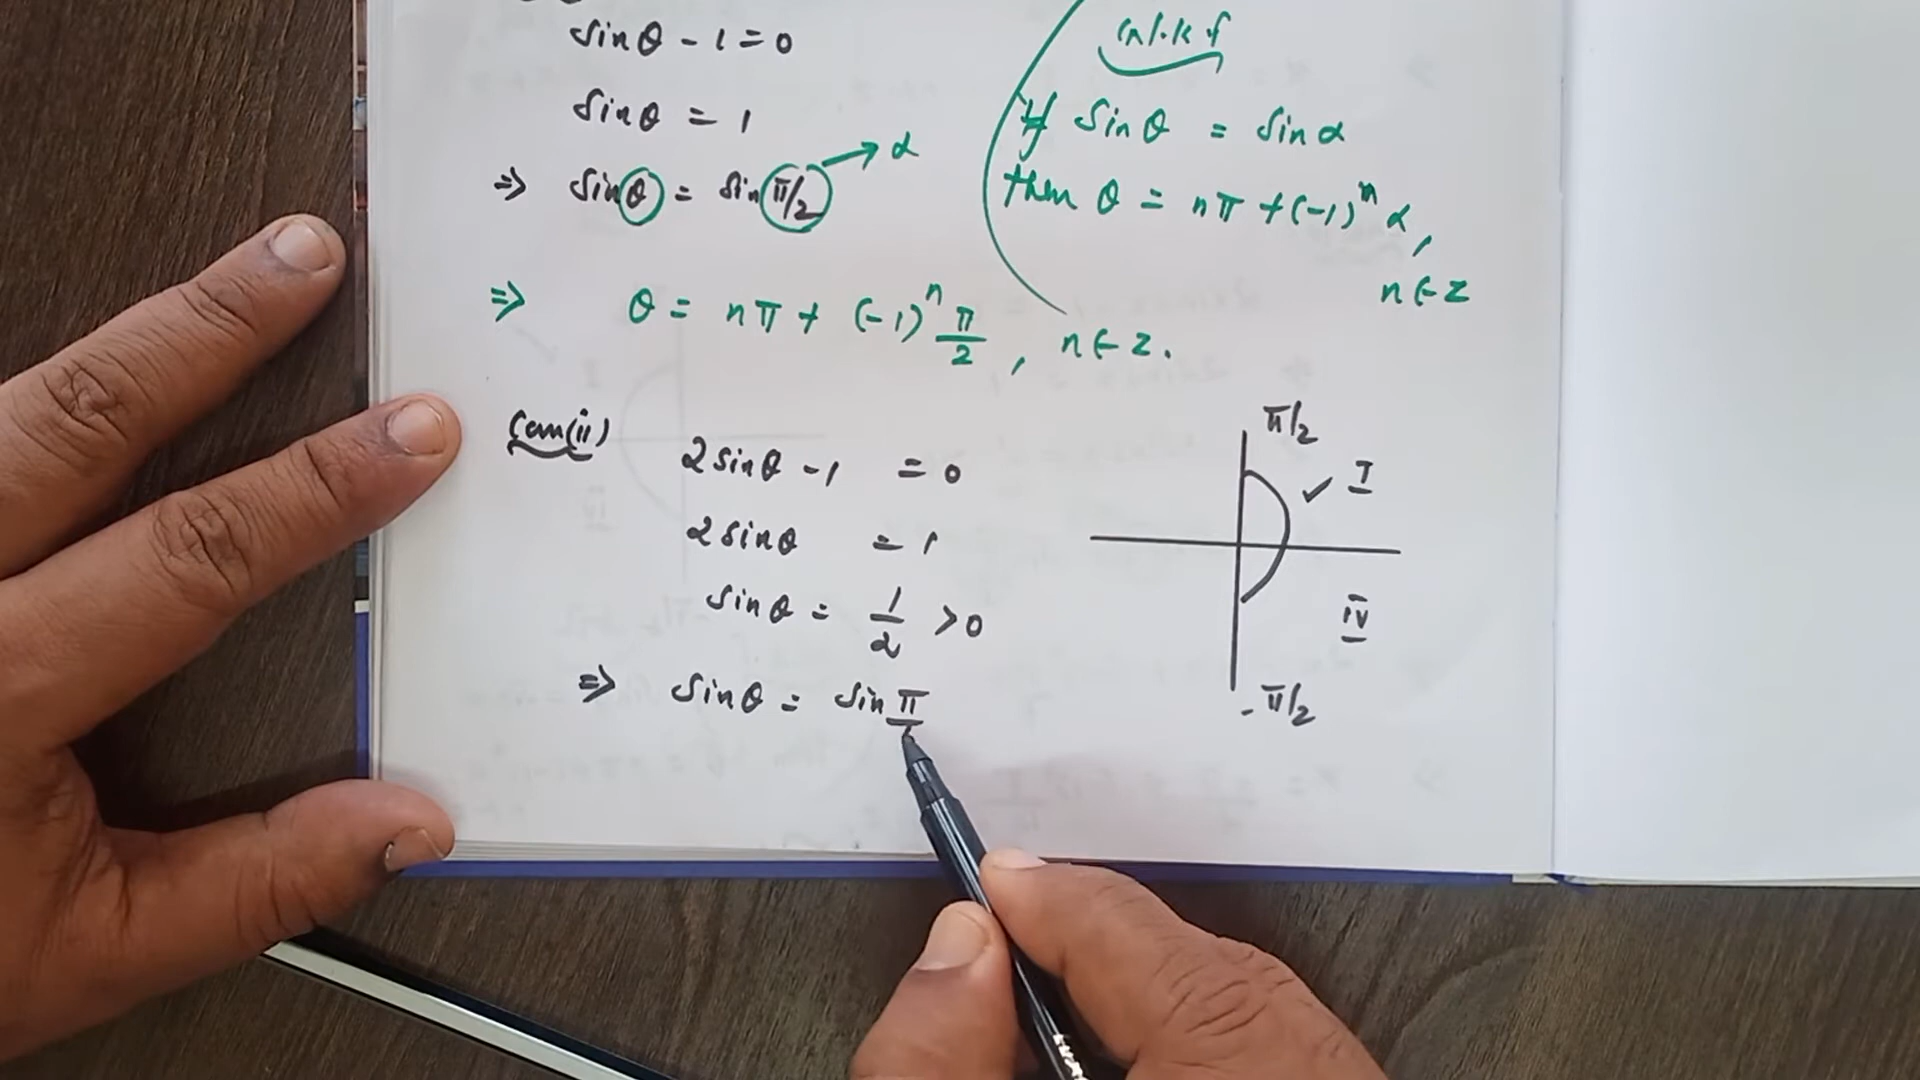 sinθ - 1 = 0
sinθ = 1
⇒ sinθ = sin π/2 → α
w.k.t
If sinθ = sinα
then θ = nπ + (-1)^n α,
n ∈ z
⇒ θ = nπ + (-1)^n π/2, n ∈ z.
Case(ii)
2sinθ - 1 = 0
2sinθ = 1
sinθ = 1/2 > 0
⇒ sinθ = sin π/
π/2
✓ I
IV
- π/2